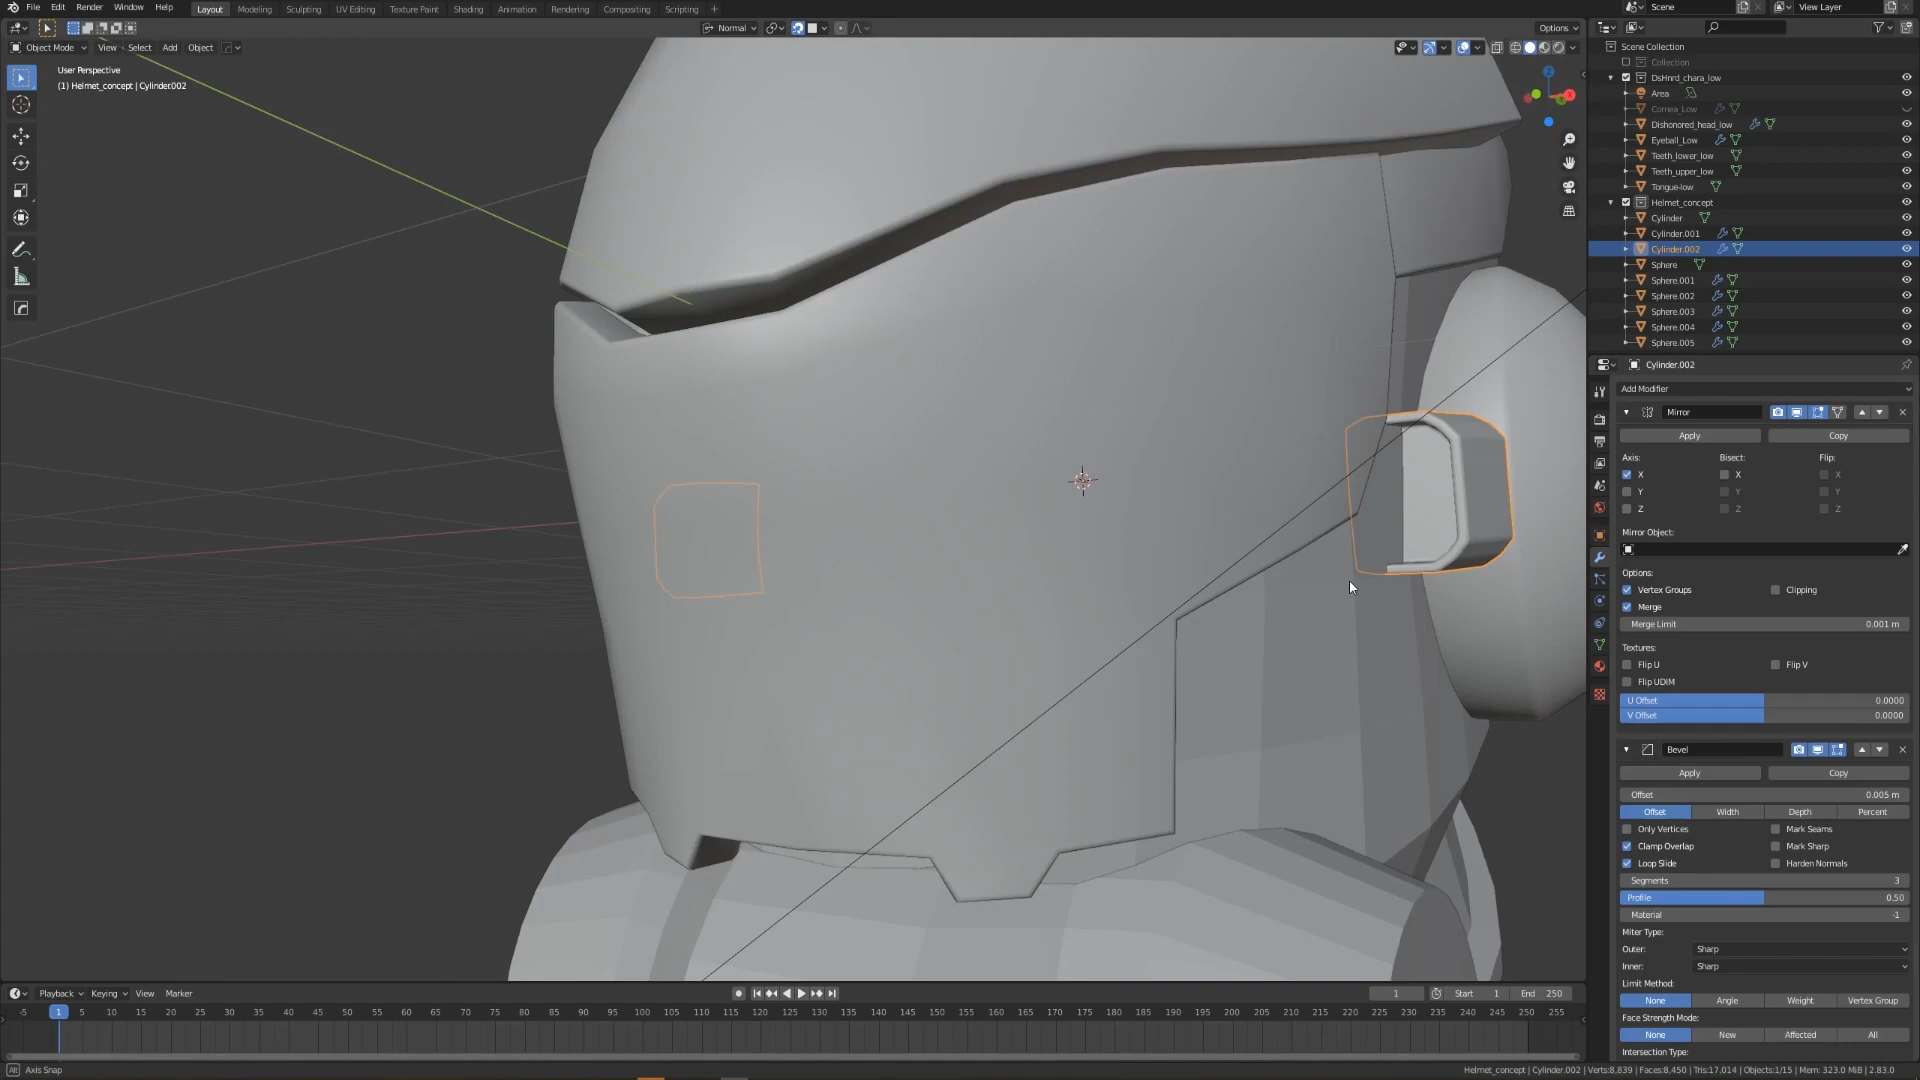 File Edit Render Window Help Layout Modeling Sculpting UV Editing Texture Paint Shading Animation Rendering Compositing Scripting + Scene View Layer
Normal Options
Object Mode View Select Add Object
User Perspective
(1) Helmet_concept | Cylinder.002
Scene Collection
Collection
DsHnrd_chara_low
Area
Cornea_Low
Dishonored_head_low
Eyeball_Low
Teeth_lower_low
Teeth_upper_low
Tongue-low
Helmet_concept
Cylinder
Cylinder.001
Cylinder.002
Sphere
Sphere.001
Sphere.002
Sphere.003
Sphere.004
Sphere.005
Cylinder.002
Add Modifier
Mirror
Apply Copy
Axis: Bisect: Flip:
X X X
Y Y Y
Z Z Z
Mirror Object:
Options:
Vertex Groups Clipping
Merge
Merge Limit 0.001 m
Textures:
Flip U Flip V
Flip UDIM
U Offset 0.0000
V Offset 0.0000
Bevel
Apply Copy
Offset 0.005 m
Offset Width Depth Percent
Only Vertices Mark Seams
Clamp Overlap Mark Sharp
Loop Slide Harden Normals
Segments 3
Profile 0.50
Material -1
Miter Type:
Outer: Sharp
Inner: Sharp
Limit Method:
None Angle Weight Vertex Group
Face Strength Mode:
None New Affected All
Intersection Type:
Playback Keying View Marker 1 Start 1 End 250
-5 1 5 10 15 20 25 30 35 40 45 50 55 60 65 70 75 80 85 90 95 100 105 110 115 120 125 130 135 140 145 150 155 160 165 170 175 180 185 190 195 200 205 210 215 220 225 230 235 240 245 250 255
Alt Axis Snap Helmet_concept | Cylinder.002 | Verts:8,839 | Faces:8,450 | Tris:17,014 | Objects:1/15 | Mem: 323.0 MiB | 2.83.0